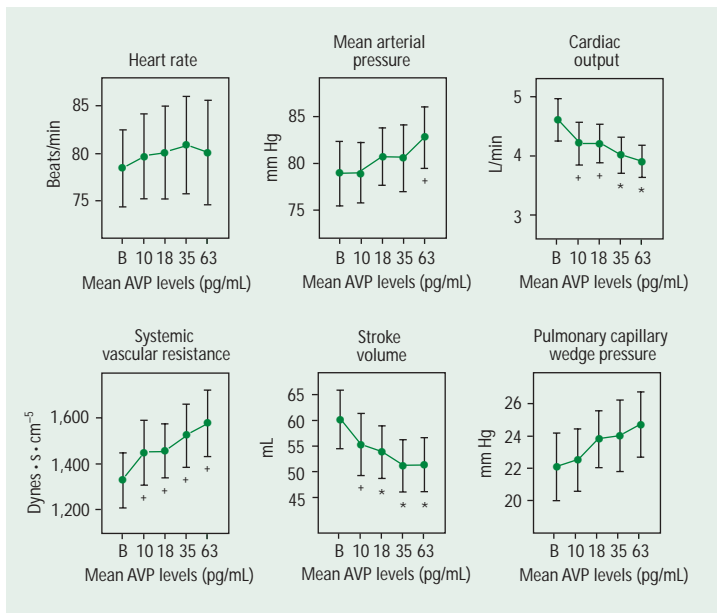 Heart rate
Beats/min
85
80
75
B 10 18 35 63
Mean AVP levels (pg/mL)
Mean arterial
pressure
mm Hg
85
80
75
+
B 10 18 35 63
Mean AVP levels (pg/mL)
Cardiac
output
L/min
5
4
3
+ + * *
B 10 18 35 63
Mean AVP levels (pg/mL)
Systemic
vascular resistance
Dynes • s • cm⁻⁵
1,600
1,400
1,200
+ + + +
B 10 18 35 63
Mean AVP levels (pg/mL)
Stroke
volume
mL
65
60
55
50
45
+ * * *
B 10 18 35 63
Mean AVP levels (pg/mL)
Pulmonary capillary
wedge pressure
mm Hg
26
24
22
20
B 10 18 35 63
Mean AVP levels (pg/mL)